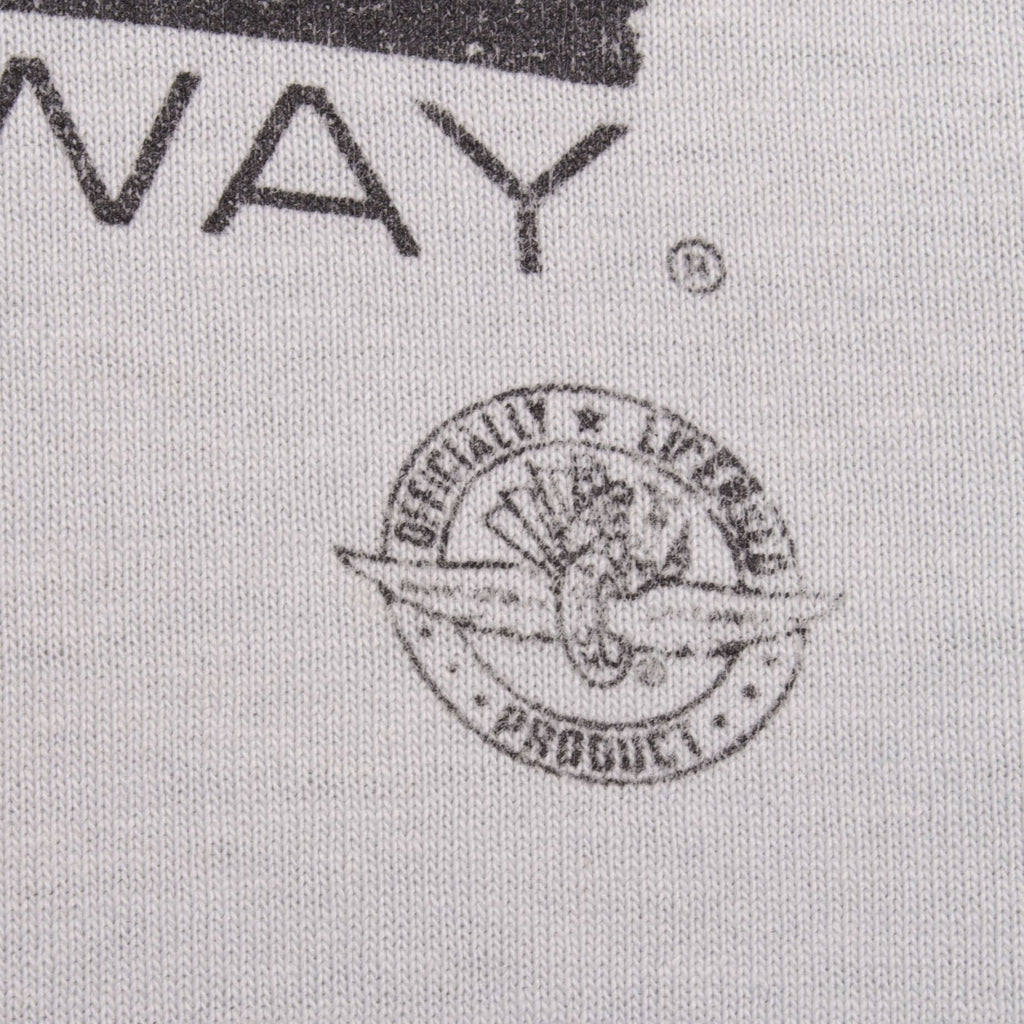 WAY®
OFFICIALLY ★ LICENSED
PRODUCT